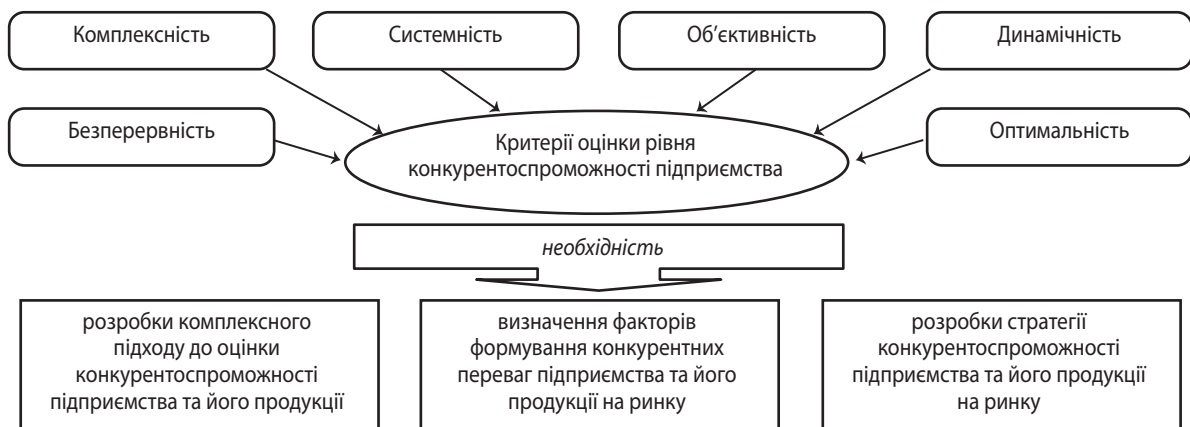 Комплексність
Системність
Об’єктивність
Динамічність
Безперервність
Оптимальність
Критерії оцінки рівня
конкурентоспроможності підприємства
необхідність
розробки комплексного
підходу до оцінки
конкурентоспроможності
підприємства та його продукції
визначення факторів
формування конкурентних
переваг підприємства та його
продукції на ринку
розробки стратегії
конкурентоспроможності
підприємства та його продукції
на ринку